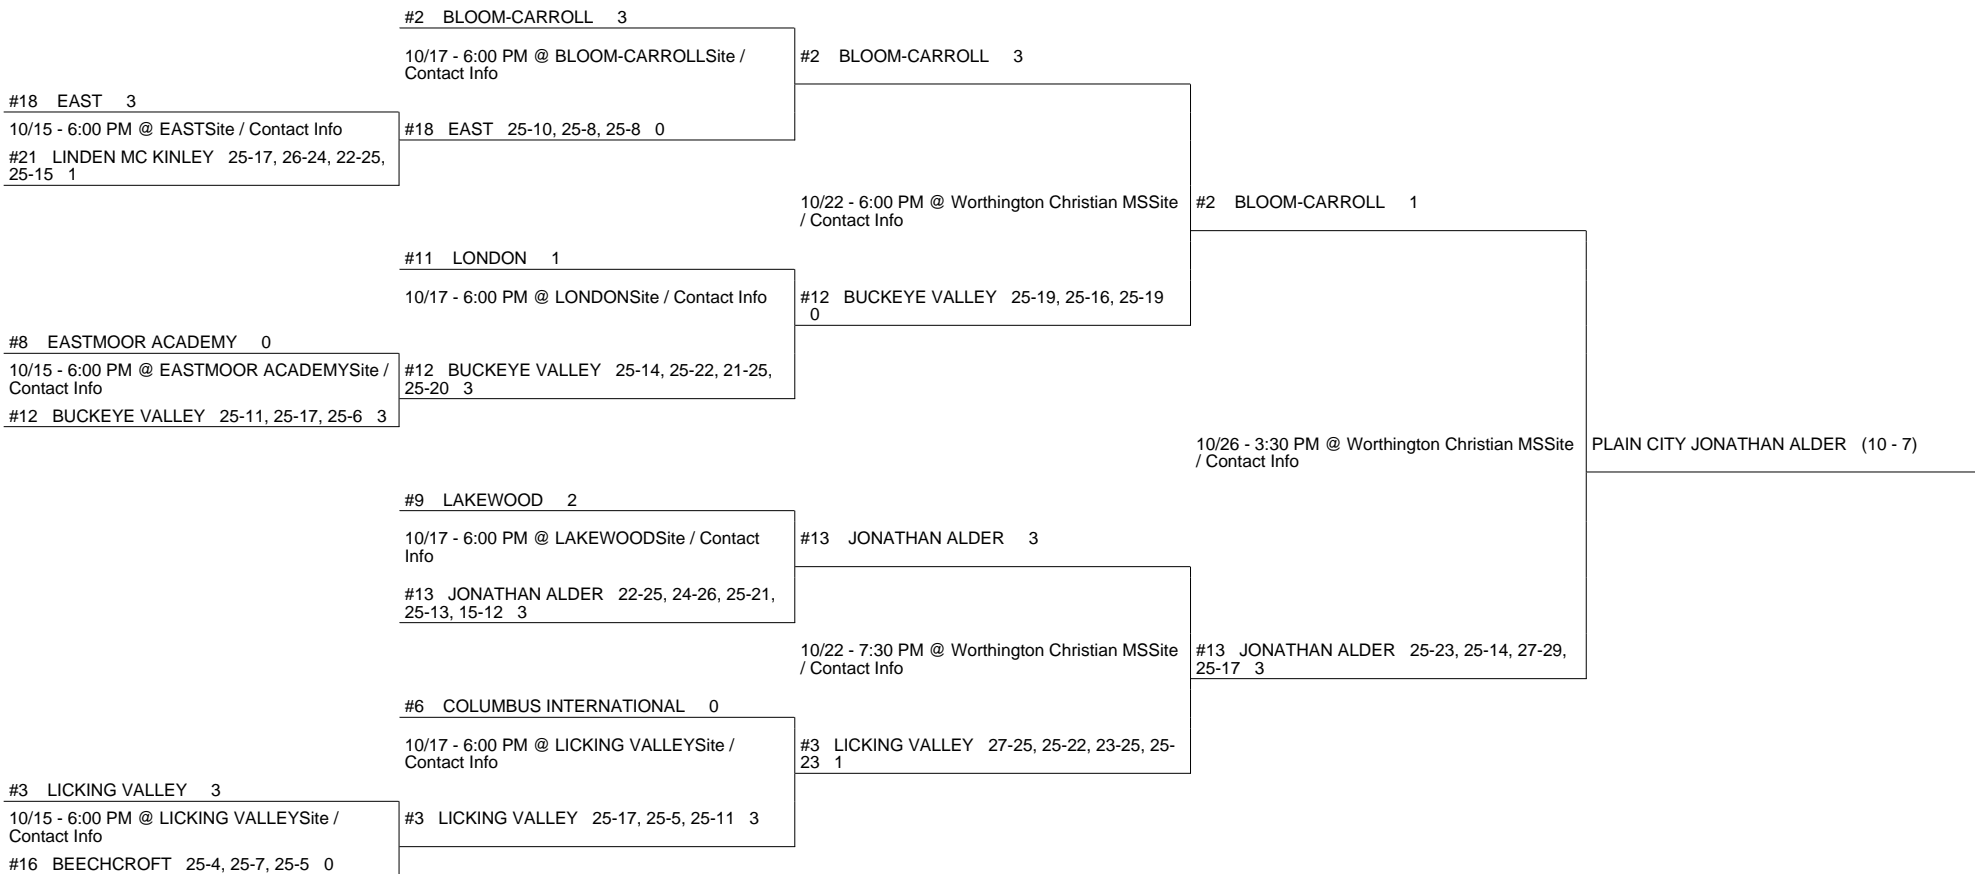 #2 BLOOM-CARROLL 3
10/17 - 6:00 PM @ BLOOM-CARROLLSite /
Contact Info
#18 EAST 25-10, 25-8, 25-8 0
#18 EAST 3
10/15 - 6:00 PM @ EASTSite / Contact Info
#21 LINDEN MC KINLEY 25-17, 26-24, 22-25,
25-15 1
#2 BLOOM-CARROLL 3
10/22 - 6:00 PM @ Worthington Christian MSSite
/ Contact Info
#12 BUCKEYE VALLEY 25-19, 25-16, 25-19
0
#2 BLOOM-CARROLL 1
#11 LONDON 1
10/17 - 6:00 PM @ LONDONSite / Contact Info
#12 BUCKEYE VALLEY 25-14, 25-22, 21-25,
25-20 3
#8 EASTMOOR ACADEMY 0
10/15 - 6:00 PM @ EASTMOOR ACADEMYSite /
Contact Info
#12 BUCKEYE VALLEY 25-11, 25-17, 25-6 3
10/26 - 3:30 PM @ Worthington Christian MSSite
/ Contact Info
PLAIN CITY JONATHAN ALDER (10 - 7)
#9 LAKEWOOD 2
10/17 - 6:00 PM @ LAKEWOODSite / Contact
Info
#13 JONATHAN ALDER 22-25, 24-26, 25-21,
25-13, 15-12 3
#13 JONATHAN ALDER 3
10/22 - 7:30 PM @ Worthington Christian MSSite
/ Contact Info
#3 LICKING VALLEY 27-25, 25-22, 23-25, 25-
23 1
#13 JONATHAN ALDER 25-23, 25-14, 27-29,
25-17 3
#6 COLUMBUS INTERNATIONAL 0
10/17 - 6:00 PM @ LICKING VALLEYSite /
Contact Info
#3 LICKING VALLEY 25-17, 25-5, 25-11 3
#3 LICKING VALLEY 3
10/15 - 6:00 PM @ LICKING VALLEYSite /
Contact Info
#16 BEECHCROFT 25-4, 25-7, 25-5 0